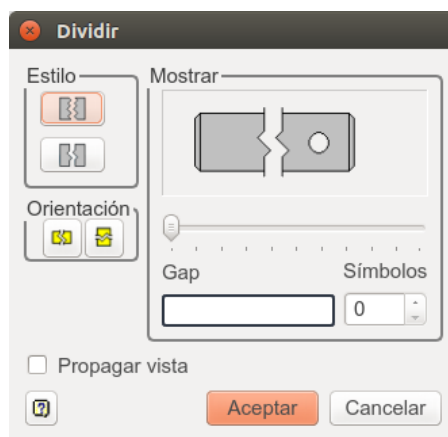 Dividir
Estilo
Mostrar
Orientación
Gap
Símbolos
0
Propagar vista
Aceptar
Cancelar